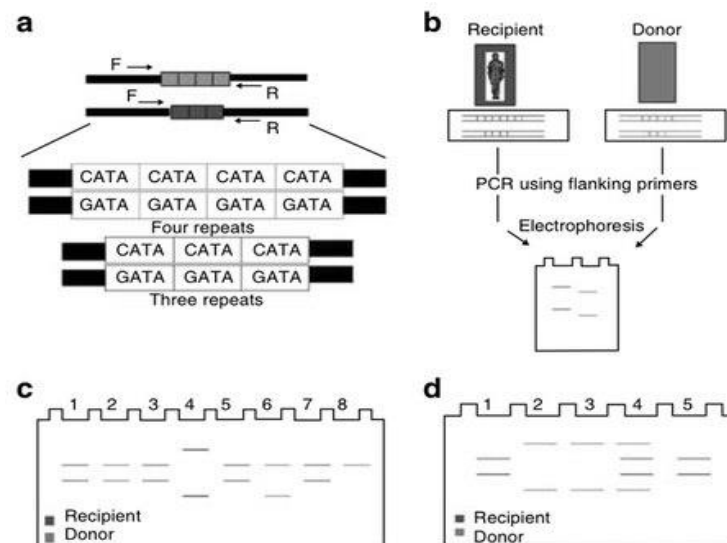 a
F
R
F
R
CATA CATA CATA CATA
GATA GATA GATA GATA
Four repeats
CATA CATA CATA
GATA GATA GATA
Three repeats
b
Recipient Donor
PCR using flanking primers
Electrophoresis
c
1 2 3 4 5 6 7 8
Recipient
Donor
d
1 2 3 4 5
Recipient
Donor